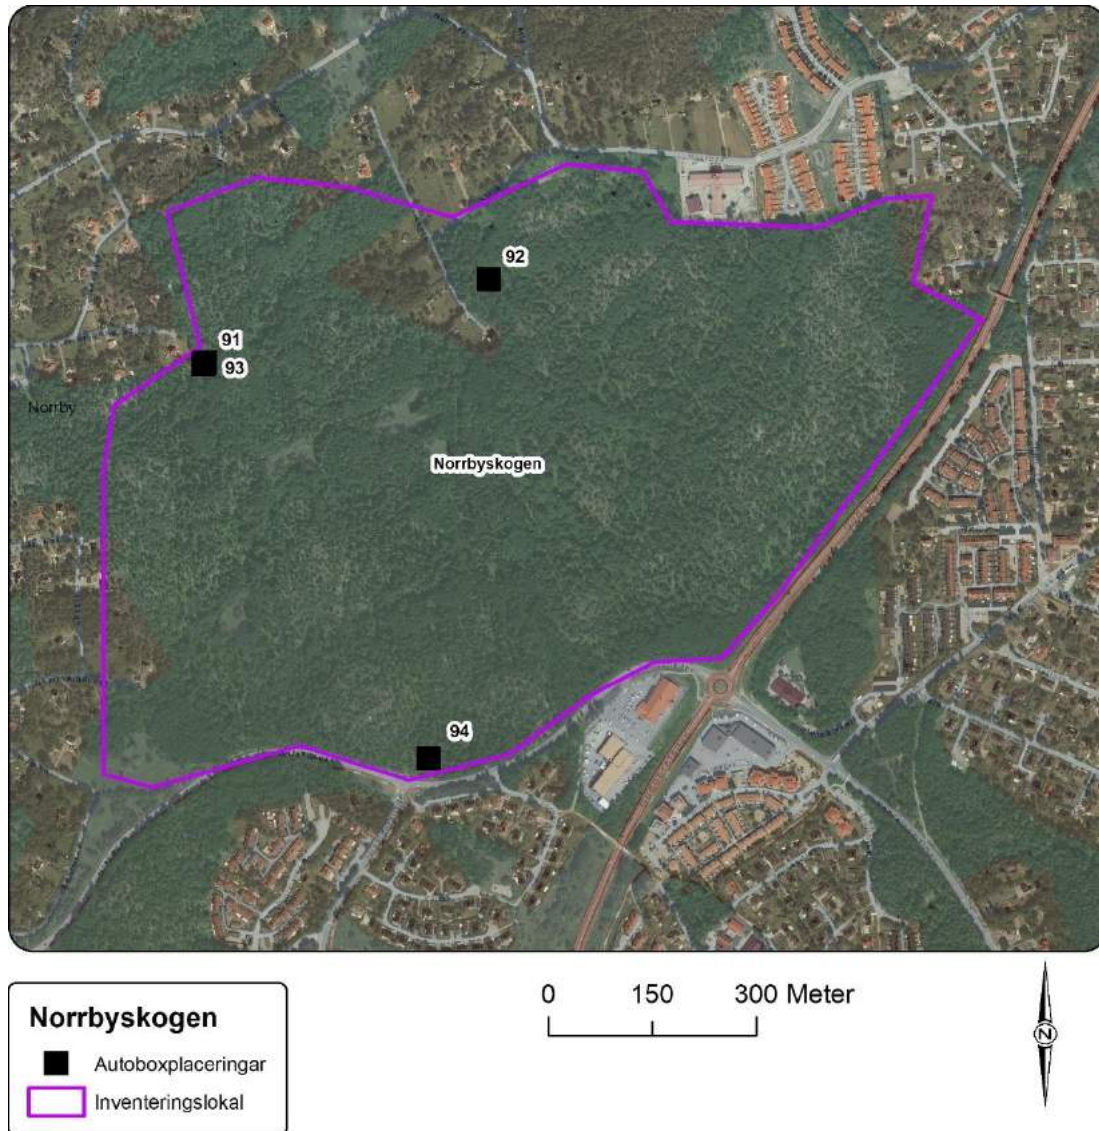 92
91
93
Norrby
Norrbyskogen
94
0 150 300 Meter
Norrbyskogen
Autoboxplaceringar
Inventeringslokal
N